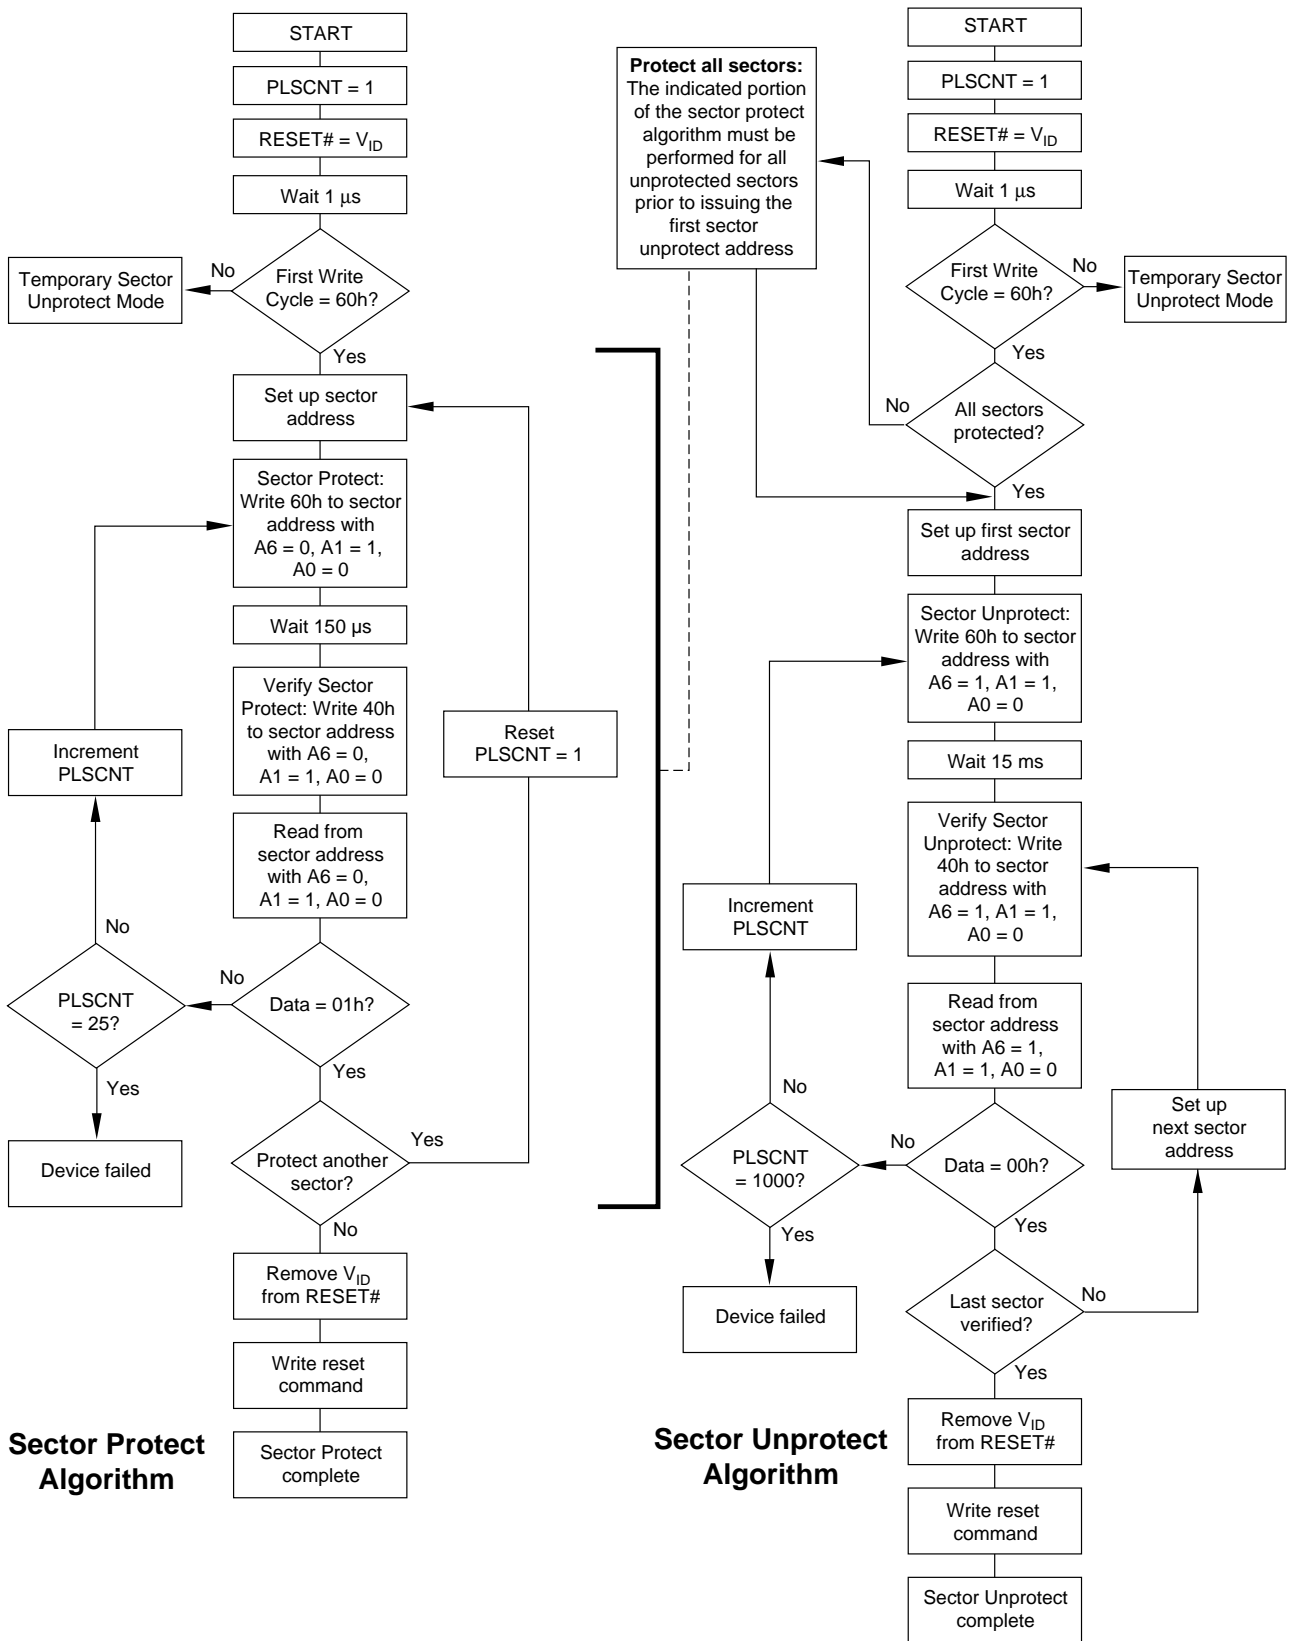 START
PLSCNT = 1
RESET# = VID
Wait 1 μs
First Write
Cycle = 60h?
No
Temporary Sector
Unprotect Mode
Yes
Set up sector
address
Sector Protect:
Write 60h to sector
address with
A6 = 0, A1 = 1,
A0 = 0
Wait 150 µs
Verify Sector
Protect: Write 40h
to sector address
with A6 = 0,
A1 = 1, A0 = 0
Reset
PLSCNT = 1
Increment
PLSCNT
Read from
sector address
with A6 = 0,
A1 = 1, A0 = 0
No
No
PLSCNT
= 25?
Data = 01h?
Yes
Yes
Device failed
Protect another
sector?
Yes
No
Remove VID
from RESET#
Write reset
command
Sector Protect
complete
Sector Protect
Algorithm
Protect all sectors:
The indicated portion
of the sector protect
algorithm must be
performed for all
unprotected sectors
prior to issuing the
first sector
unprotect address
START
PLSCNT = 1
RESET# = VID
Wait 1 μs
First Write
Cycle = 60h?
No
Temporary Sector
Unprotect Mode
Yes
No
All sectors
protected?
Yes
Set up first sector
address
Sector Unprotect:
Write 60h to sector
address with
A6 = 1, A1 = 1,
A0 = 0
Wait 15 ms
Verify Sector
Unprotect: Write
40h to sector
address with
A6 = 1, A1 = 1,
A0 = 0
Increment
PLSCNT
Read from
sector address
with A6 = 1,
A1 = 1, A0 = 0
No
No
PLSCNT
= 1000?
Data = 00h?
Set up
next sector
address
Yes
Yes
Device failed
Last sector
verified?
No
Yes
Remove VID
from RESET#
Write reset
command
Sector Unprotect
complete
Sector Unprotect
Algorithm